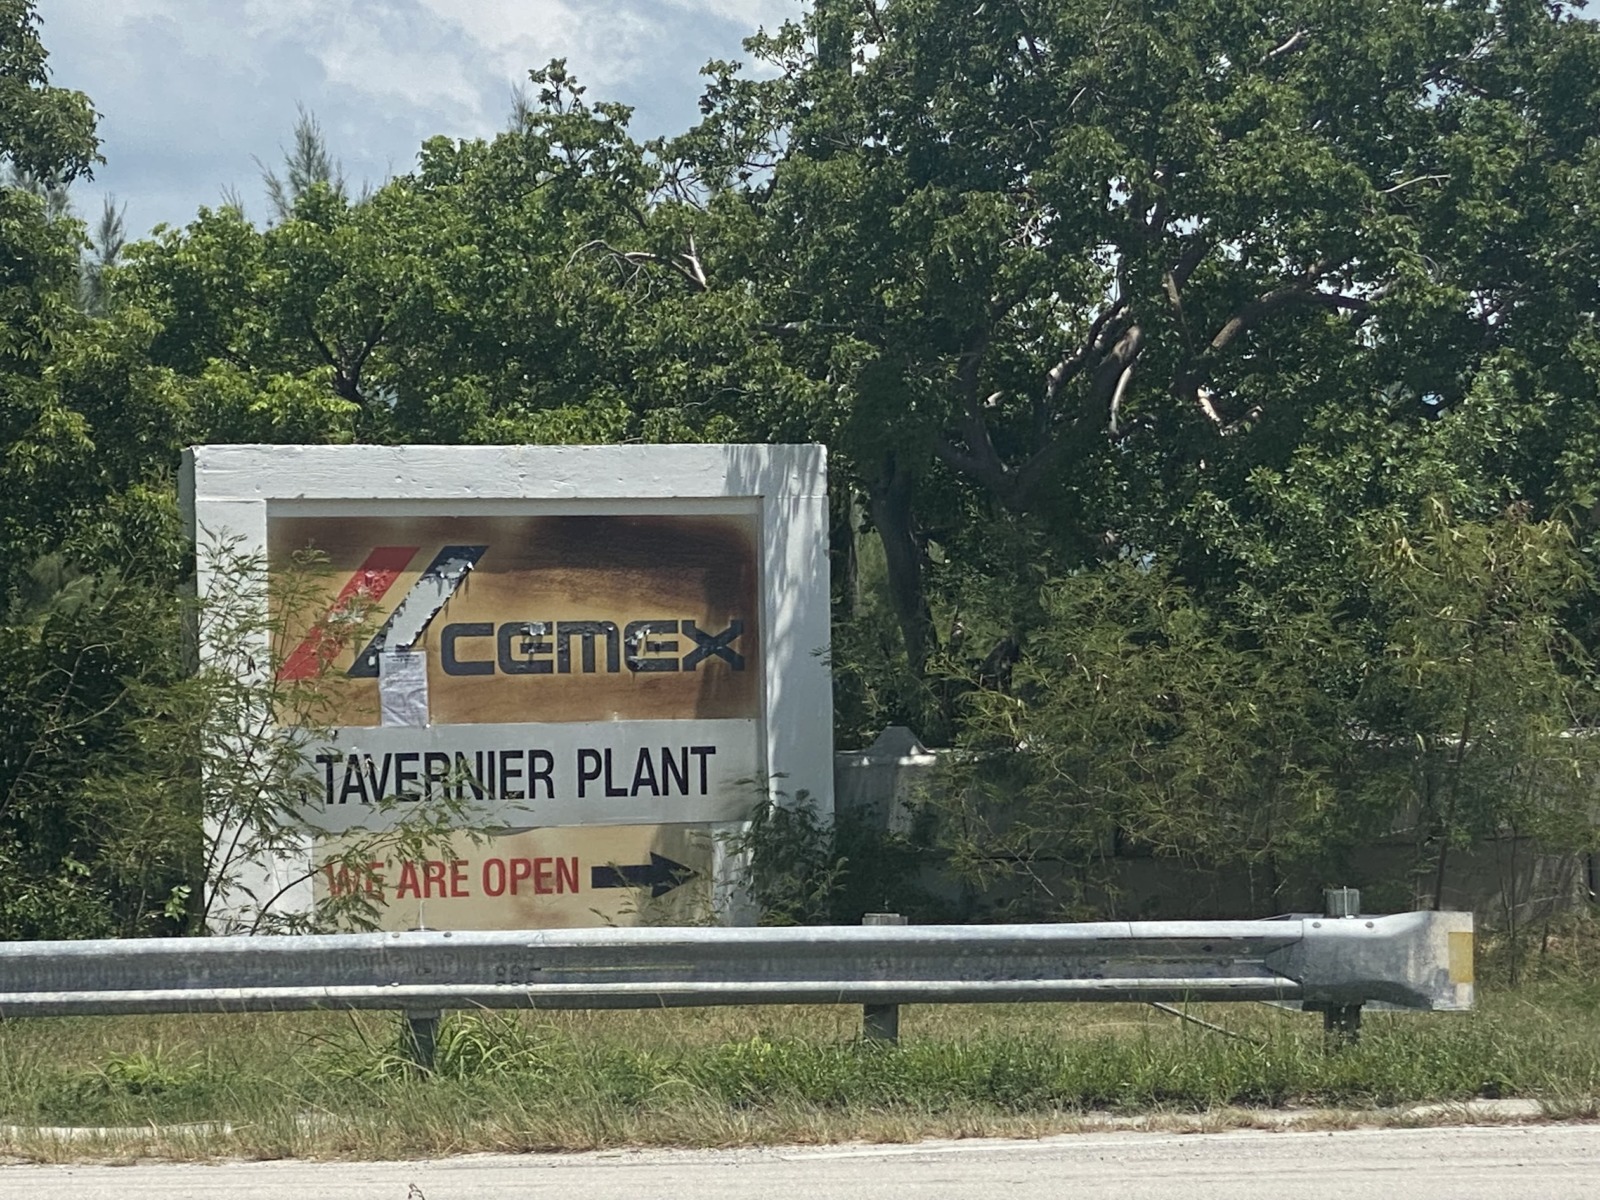 CEMEX
TAVERNIER PLANT
WE ARE OPEN